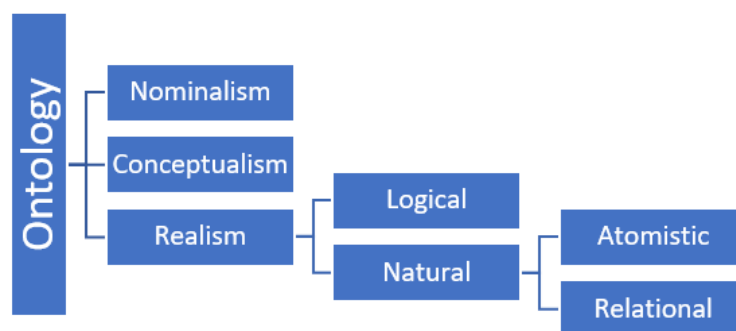 Ontology
Nominalism
Conceptualism
Realism
Logical
Natural
Atomistic
Relational